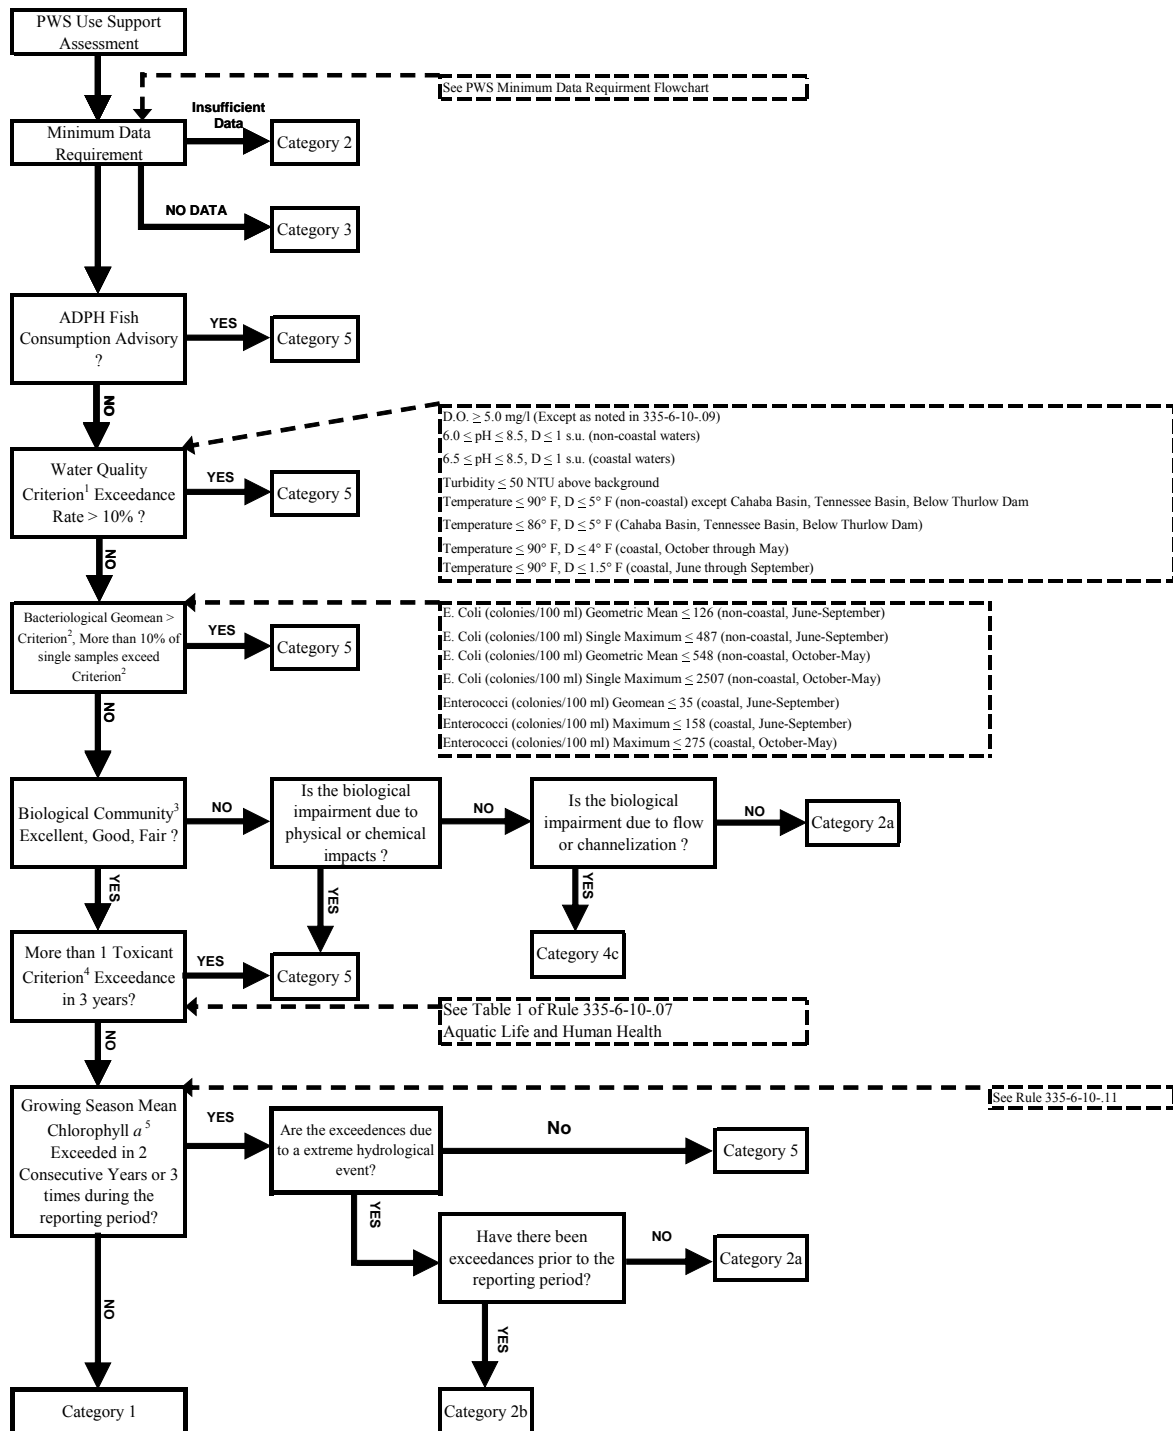 PWS Use Support
Assessment
See PWS Minimum Data Requirment Flowchart
Insufficient
Data
Minimum Data
Requirement
Category 2
NO DATA
Category 3
ADPH Fish
Consumption Advisory
?
YES
Category 5
NO
D.O. ≥ 5.0 mg/l (Except as noted in 335-6-10-.09)
6.0 ≤ pH ≤ 8.5, D ≤ 1 s.u. (non-coastal waters)
6.5 ≤ pH ≤ 8.5, D ≤ 1 s.u. (coastal waters)
Turbidity ≤ 50 NTU above background
Temperature ≤ 90° F, D ≤ 5° F (non-coastal) except Cahaba Basin, Tennessee Basin, Below Thurlow Dam
Temperature ≤ 86° F, D ≤ 5° F (Cahaba Basin, Tennessee Basin, Below Thurlow Dam)
Temperature ≤ 90° F, D ≤ 4° F (coastal, October through May)
Temperature ≤ 90° F, D ≤ 1.5° F (coastal, June through September)
Water Quality
Criterion¹ Exceedance
Rate > 10% ?
YES
Category 5
NO
Bacteriological Geomean >
Criterion², More than 10% of
single samples exceed
Criterion²
YES
Category 5
E. Coli (colonies/100 ml) Geometric Mean ≤ 126 (non-coastal, June-September)
E. Coli (colonies/100 ml) Single Maximum ≤ 487 (non-coastal, June-September)
E. Coli (colonies/100 ml) Geometric Mean ≤ 548 (non-coastal, October-May)
E. Coli (colonies/100 ml) Single Maximum ≤ 2507 (non-coastal, October-May)
Enterococci (colonies/100 ml) Geomean ≤ 35 (coastal, June-September)
Enterococci (colonies/100 ml) Maximum ≤ 158 (coastal, June-September)
Enterococci (colonies/100 ml) Maximum ≤ 275 (coastal, October-May)
NO
Biological Community³
Excellent, Good, Fair ?
NO
Is the biological
impairment due to
physical or chemical
impacts ?
NO
Is the biological
impairment due to flow
or channelization ?
NO
Category 2a
YES
YES
YES
Category 4c
More than 1 Toxicant
Criterion⁴ Exceedance
in 3 years?
YES
Category 5
See Table 1 of Rule 335-6-10-.07
Aquatic Life and Human Health
NO
See Rule 335-6-10-.11
Growing Season Mean
Chlorophyll a ⁵
Exceeded in 2
Consecutive Years or 3
times during the
reporting period?
YES
Are the exceedences due
to a extreme hydrological
event?
No
Category 5
YES
Have there been
exceedances prior to the
reporting period?
NO
Category 2a
NO
YES
Category 1
Category 2b